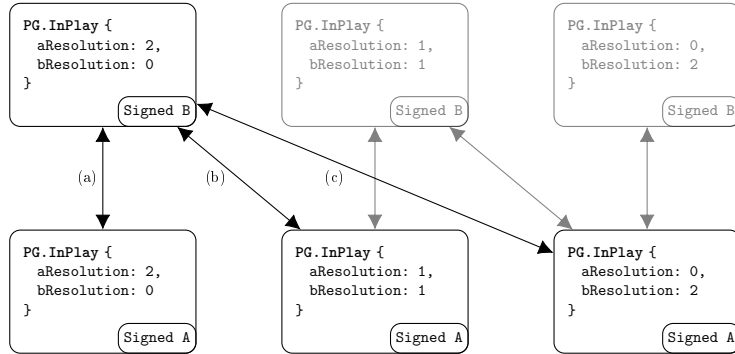 PG.InPlay {
aResolution: 2,
bResolution: 0
}
Signed B
PG.InPlay {
aResolution: 1,
bResolution: 1
}
Signed B
PG.InPlay {
aResolution: 0,
bResolution: 2
}
Signed B
(a)
(b)
(c)
PG.InPlay {
aResolution: 2,
bResolution: 0
}
Signed A
PG.InPlay {
aResolution: 1,
bResolution: 1
}
Signed A
PG.InPlay {
aResolution: 0,
bResolution: 2
}
Signed A